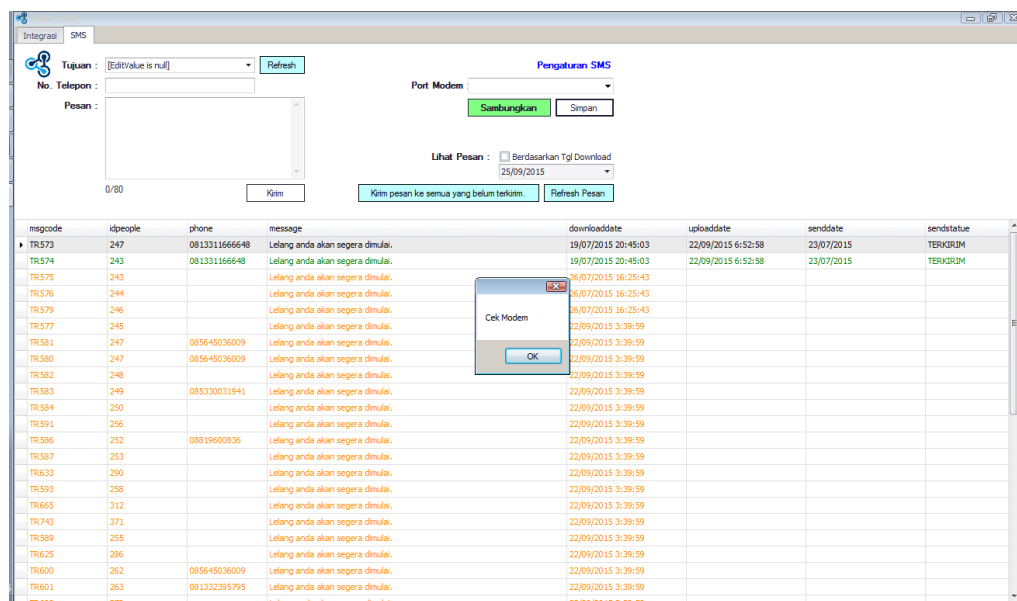 Integrasi SMS
Tujuan : [EditValue is null] Refresh
Pengaturan SMS
No. Telepon :
Port Modem :
Pesan :
Sambungkan Simpan
Lihat Pesan : Berdasarkan Tgl Download
25/09/2015
0/80 Kirim Kirim pesan ke semua yang belum terkirim. Refresh Pesan
msgcode idpeople phone message downloaddate uploaddate senddate sendstatue
TR573 247 0813311666648 Lelang anda akan segera dimulai. 19/07/2015 20:45:03 22/09/2015 6:52:58 23/07/2015 TERKIRIM
TR574 243 081331166648 Lelang anda akan segera dimulai. 19/07/2015 20:45:03 22/09/2015 6:52:58 23/07/2015 TERKIRIM
TR575 243 Lelang anda akan segera dimulai. 26/07/2015 16:25:43
TR576 244 Lelang anda akan segera dimulai. 26/07/2015 16:25:43
TR579 246 Lelang anda akan segera dimulai. 26/07/2015 16:25:43
TR577 245 Lelang anda akan segera dimulai. 22/09/2015 3:39:59
TR581 247 085645036009 Lelang anda akan segera dimulai. 22/09/2015 3:39:59
TR580 247 085645036009 Lelang anda akan segera dimulai. 22/09/2015 3:39:59
TR582 248 Lelang anda akan segera dimulai. 22/09/2015 3:39:59
TR583 249 085330031941 Lelang anda akan segera dimulai. 22/09/2015 3:39:59
TR584 250 Lelang anda akan segera dimulai. 22/09/2015 3:39:59
TR591 256 Lelang anda akan segera dimulai. 22/09/2015 3:39:59
TR586 252 08819600836 Lelang anda akan segera dimulai. 22/09/2015 3:39:59
TR587 253 Lelang anda akan segera dimulai. 22/09/2015 3:39:59
TR633 290 Lelang anda akan segera dimulai. 22/09/2015 3:39:59
TR593 258 Lelang anda akan segera dimulai. 22/09/2015 3:39:59
TR665 312 Lelang anda akan segera dimulai. 22/09/2015 3:39:59
TR743 371 Lelang anda akan segera dimulai. 22/09/2015 3:39:59
TR589 255 Lelang anda akan segera dimulai. 22/09/2015 3:39:59
TR625 286 Lelang anda akan segera dimulai. 22/09/2015 3:39:59
TR600 262 085645036009 Lelang anda akan segera dimulai. 22/09/2015 3:39:59
TR601 263 081332395795 Lelang anda akan segera dimulai. 22/09/2015 3:39:59
Cek Modem
OK